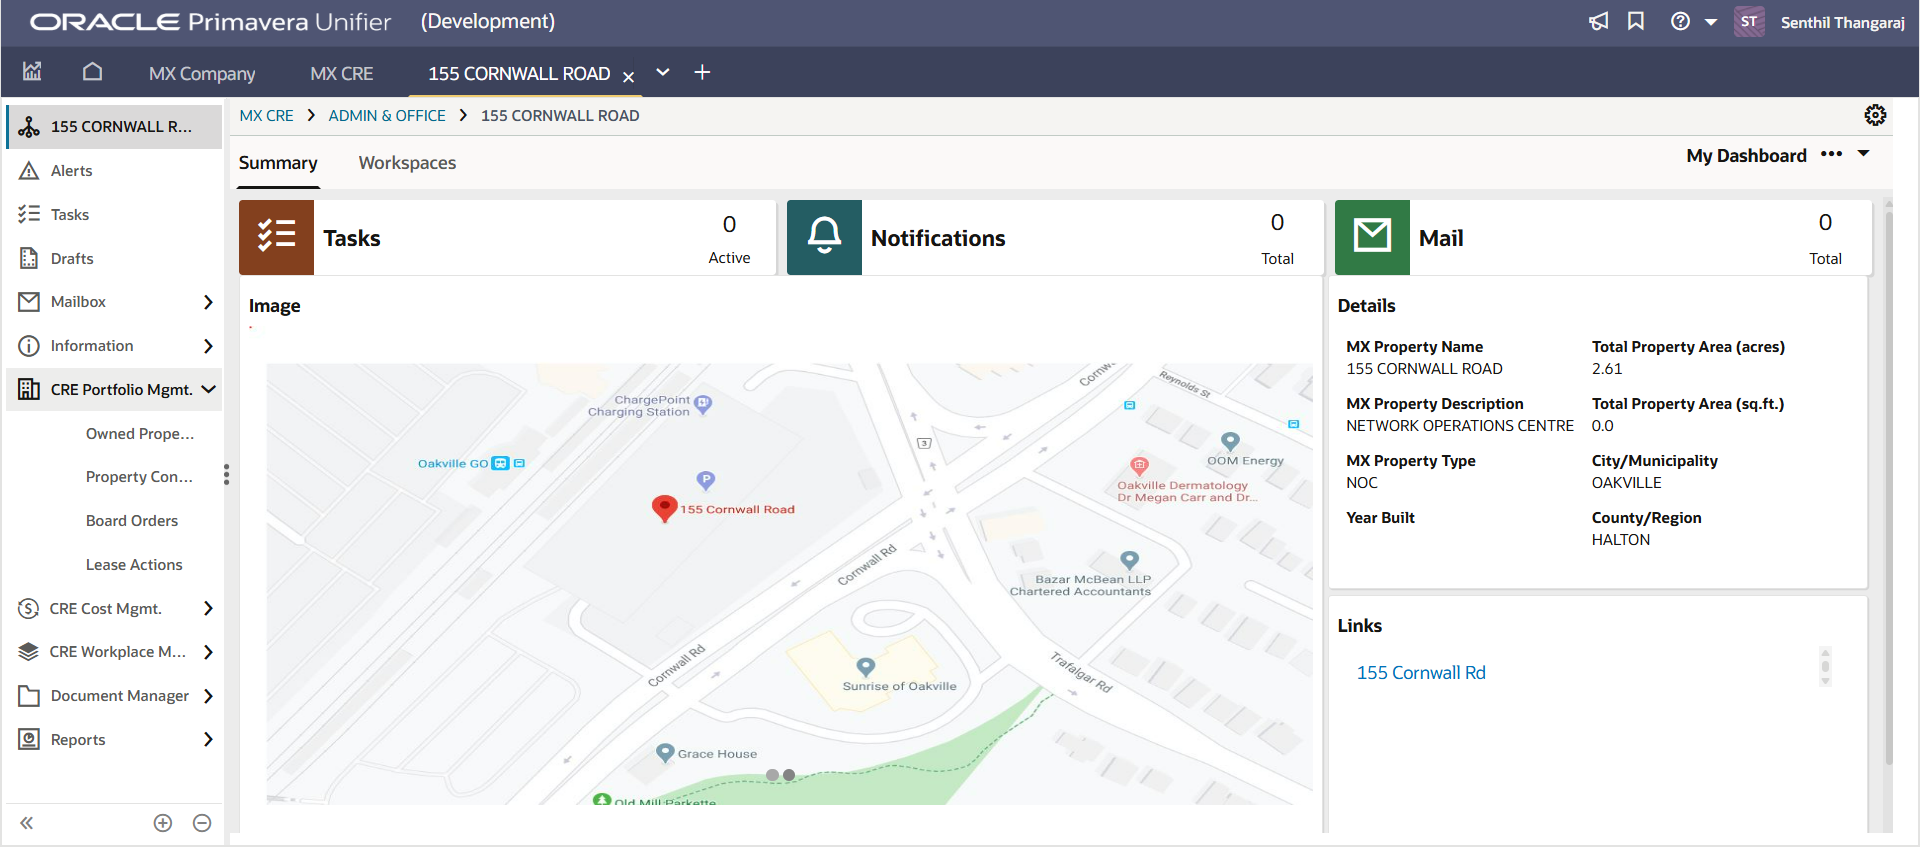 ORACLE Primavera Unifier (Development)
ST Senthil Thangaraj
MX Company MX CRE 155 CORNWALL ROAD
MX CRE ADMIN & OFFICE 155 CORNWALL ROAD
155 CORNWALL R...
Alerts
Tasks
Drafts
Mailbox
Information
CRE Portfolio Mgmt.
Owned Prope...
Property Con...
Board Orders
Lease Actions
CRE Cost Mgmt.
CRE Workplace M...
Document Manager
Reports
Summary Workspaces
My Dashboard
Tasks
0
Active
Notifications
0
Total
Mail
0
Total
Image
ChargePoint
Charging Station
Oakville GO
P
155 Cornwall Road
3
Cornw
Reynolds St
OOM Energy
Oakville Dermatology
Dr Megan Carr and Dr...
Cornwall Rd
Bazar McBean LLP
Chartered Accountants
Cornwall Rd
Trafalgar Rd
Sunrise of Oakville
Grace House
Old Mill Parkette
Details
MX Property Name
155 CORNWALL ROAD
Total Property Area (acres)
2.61
MX Property Description
NETWORK OPERATIONS CENTRE
Total Property Area (sq.ft.)
0.0
MX Property Type
NOC
City/Municipality
OAKVILLE
Year Built
County/Region
HALTON
Links
155 Cornwall Rd